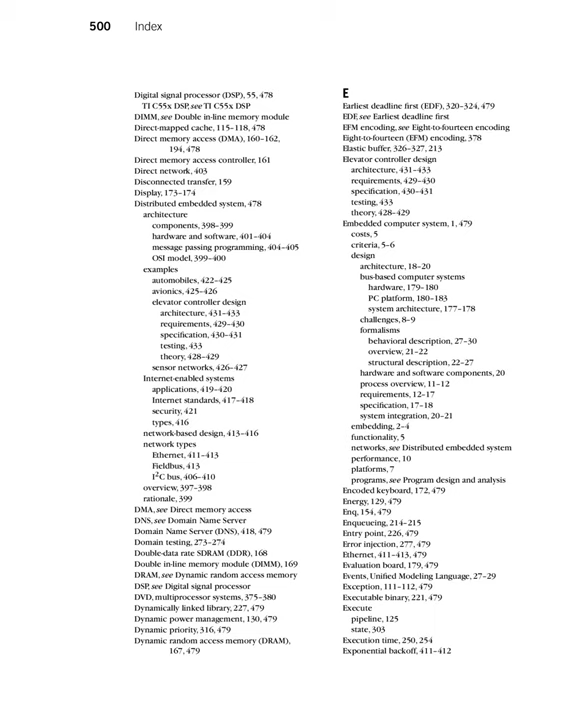 500 Index
Digital signal processor (DSP), 55, 478
TI C55x DSP, see TI C55x DSP
DIMM, see Double in-line memory module
Direct-mapped cache, 115–118, 478
Direct memory access (DMA), 160–162,
194, 478
Direct memory access controller, 161
Direct network, 403
Disconnected transfer, 159
Display, 173–174
Distributed embedded system, 478
architecture
components, 398–399
hardware and software, 401–404
message passing programming, 404–405
OSI model, 399–400
examples
automobiles, 422–425
avionics, 425–426
elevator controller design
architecture, 431–433
requirements, 429–430
specification, 430–431
testing, 433
theory, 428–429
sensor networks, 426–427
Internet-enabled systems
applications, 419–420
Internet standards, 417–418
security, 421
types, 416
network-based design, 413–416
network types
Ethernet, 411–413
Fieldbus, 413
I²C bus, 406–410
overview, 397–398
rationale, 399
DMA, see Direct memory access
DNS, see Domain Name Server
Domain Name Server (DNS), 418, 479
Domain testing, 273–274
Double-data rate SDRAM (DDR), 168
Double in-line memory module (DIMM), 169
DRAM, see Dynamic random access memory
DSP, see Digital signal processor
DVD, multiprocessor systems, 375–380
Dynamically linked library, 227, 479
Dynamic power management, 130, 479
Dynamic priority, 316, 479
Dynamic random access memory (DRAM),
167, 479
E
Earliest deadline first (EDF), 320–324, 479
EDF, see Earliest deadline first
EFM encoding, see Eight-to-fourteen encoding
Eight-to-fourteen (EFM) encoding, 378
Elastic buffer, 326–327, 213
Elevator controller design
architecture, 431–433
requirements, 429–430
specification, 430–431
testing, 433
theory, 428–429
Embedded computer system, 1, 479
costs, 5
criteria, 5–6
design
architecture, 18–20
bus-based computer systems
hardware, 179–180
PC platform, 180–183
system architecture, 177–178
challenges, 8–9
formalisms
behavioral description, 27–30
overview, 21–22
structural description, 22–27
hardware and software components, 20
process overview, 11–12
requirements, 12–17
specification, 17–18
system integration, 20–21
embedding, 2–4
functionality, 5
networks, see Distributed embedded system
performance, 10
platforms, 7
programs, see Program design and analysis
Encoded keyboard, 172, 479
Energy, 129, 479
Enq, 154, 479
Enqueueing, 214–215
Entry point, 226, 479
Error injection, 277, 479
Ethernet, 411–413, 479
Evaluation board, 179, 479
Events, Unified Modeling Language, 27–29
Exception, 111–112, 479
Executable binary, 221, 479
Execute
pipeline, 125
state, 303
Execution time, 250, 254
Exponential backoff, 411–412